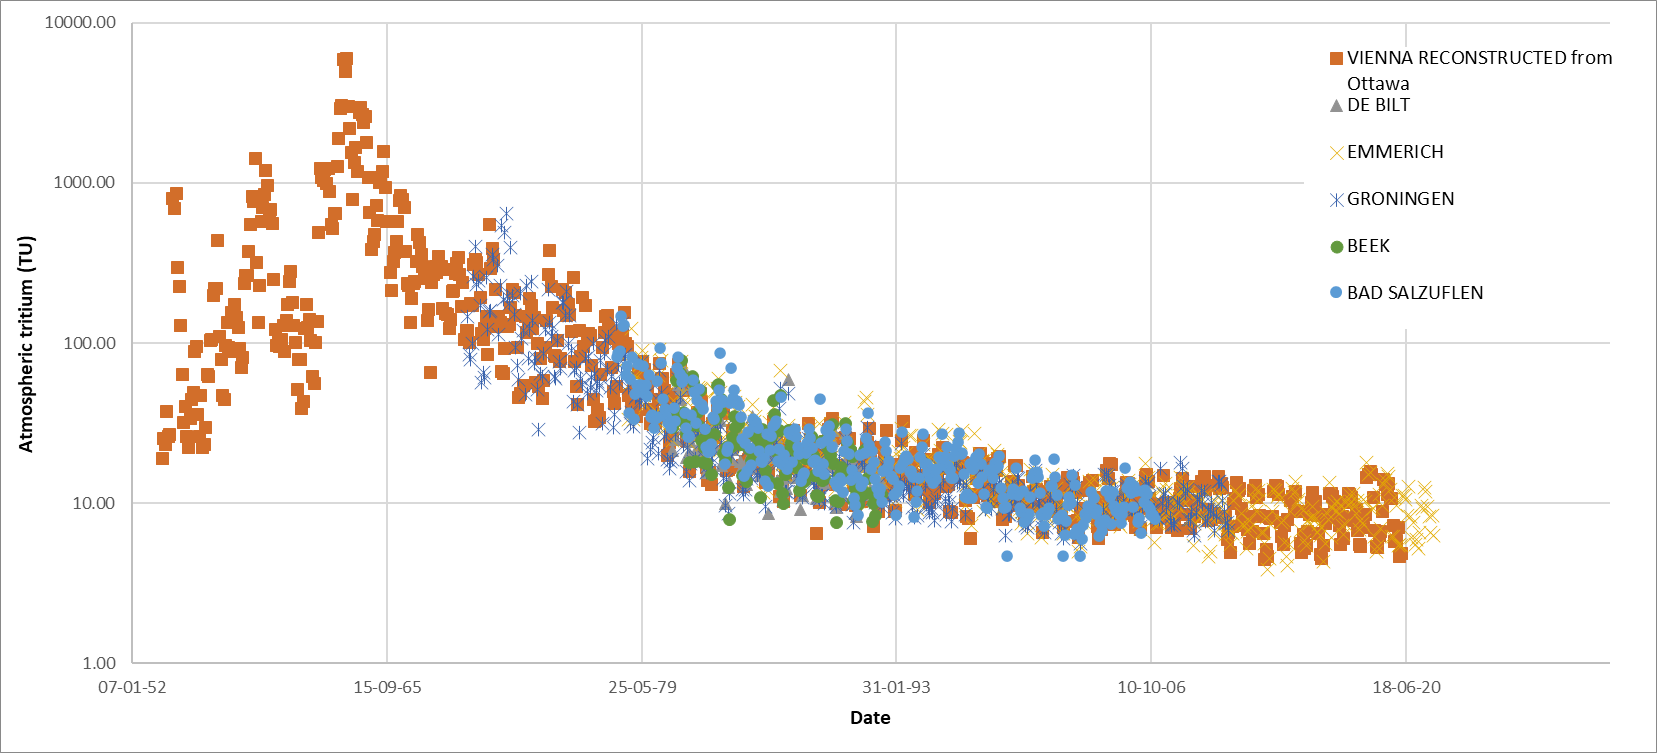 10000.00
1000.00
100.00
10.00
1.00
Atmospheric tritium (TU)
07-01-52
15-09-65
25-05-79
31-01-93
10-10-06
18-06-20
Date
VIENNA RECONSTRUCTED from
Ottawa
DE BILT
EMMERICH
GRONINGEN
BEEK
BAD SALZUFLEN